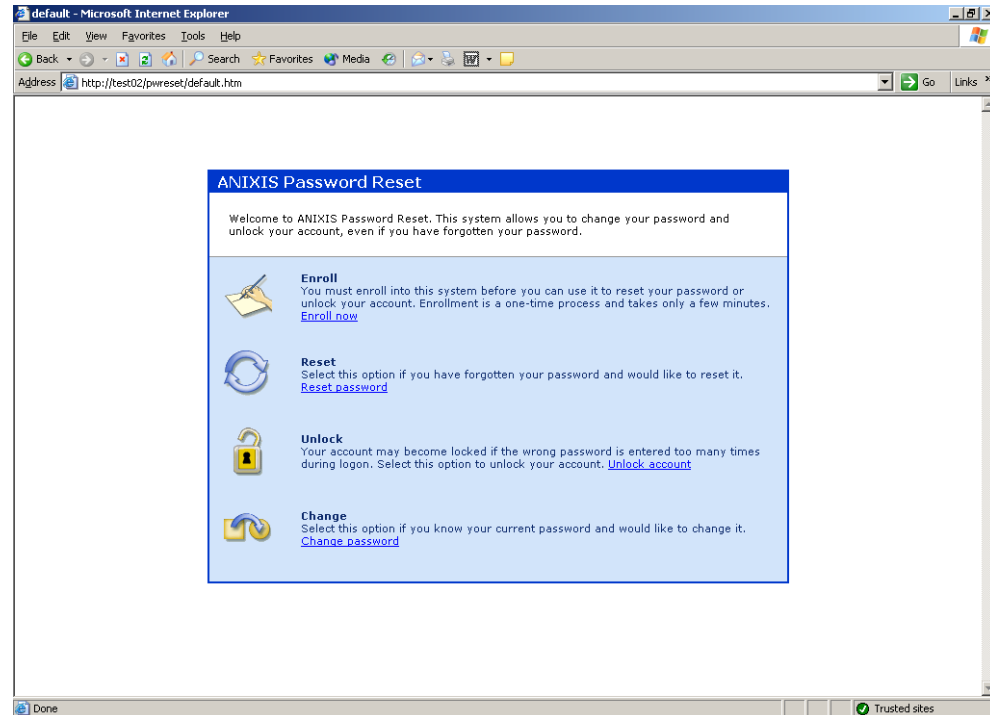 default - Microsoft Internet Explorer
File Edit View Favorites Tools Help
Back Search Favorites Media
Address http://test02/pwreset/default.htm Go Links »
ANIXIS Password Reset
Welcome to ANIXIS Password Reset. This system allows you to change your password and
unlock your account, even if you have forgotten your password.
Enroll
You must enroll into this system before you can use it to reset your password or
unlock your account. Enrollment is a one-time process and takes only a few minutes.
Enroll now
Reset
Select this option if you have forgotten your password and would like to reset it.
Reset password
Unlock
Your account may become locked if the wrong password is entered too many times
during logon. Select this option to unlock your account. Unlock account
Change
Select this option if you know your current password and would like to change it.
Change password
Done Trusted sites